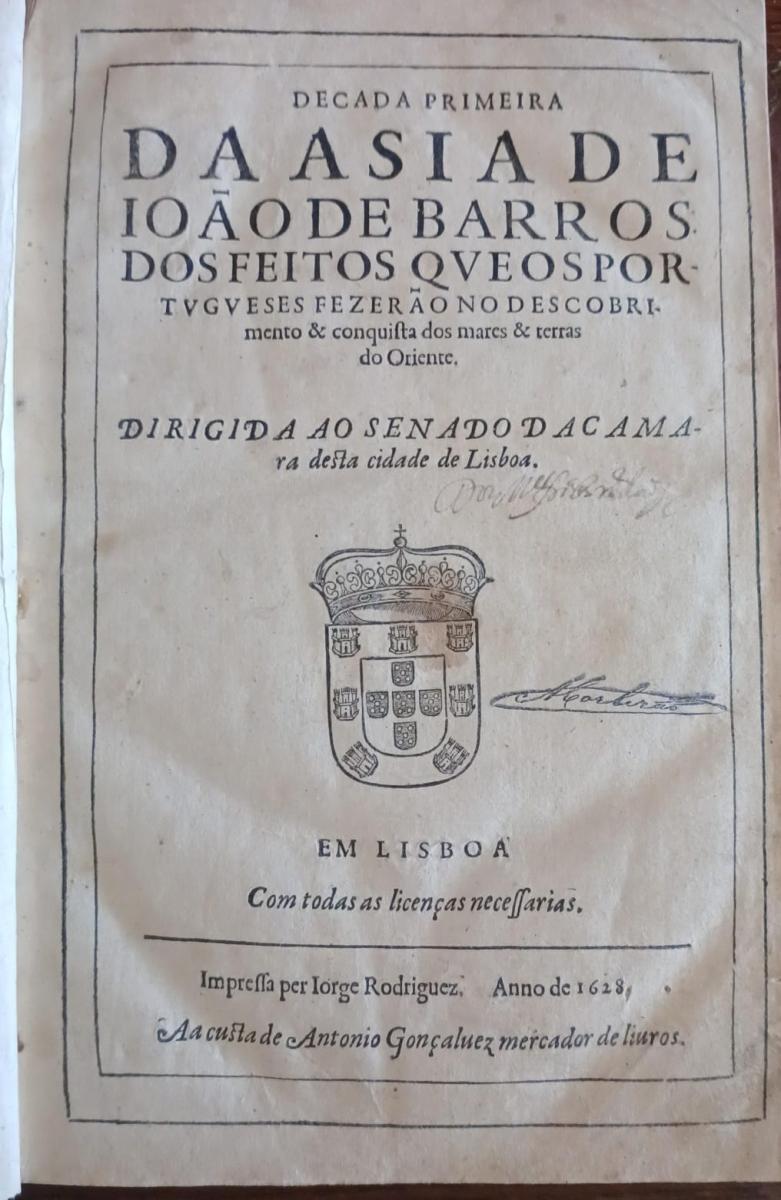 DECADA PRIMEIRA
DA ASIA DE
IOÃO DE BARROS
DOS FEITOS QVE OS POR-
TVGVESES FEZERÃO NO DESCOBRI-
mento & conquiſta dos mares & terras
do Oriente.
DIRIGIDA AO SENADO DA CAMA-
ra deſta cidade de Lisboa.
EM LISBOA
Com todas as licenças neceſſarias.
Impreſſa per Iorge Rodriguez. Anno de 1628.
Aa cuſta de Antonio Gonçaluez mercador de liuros.